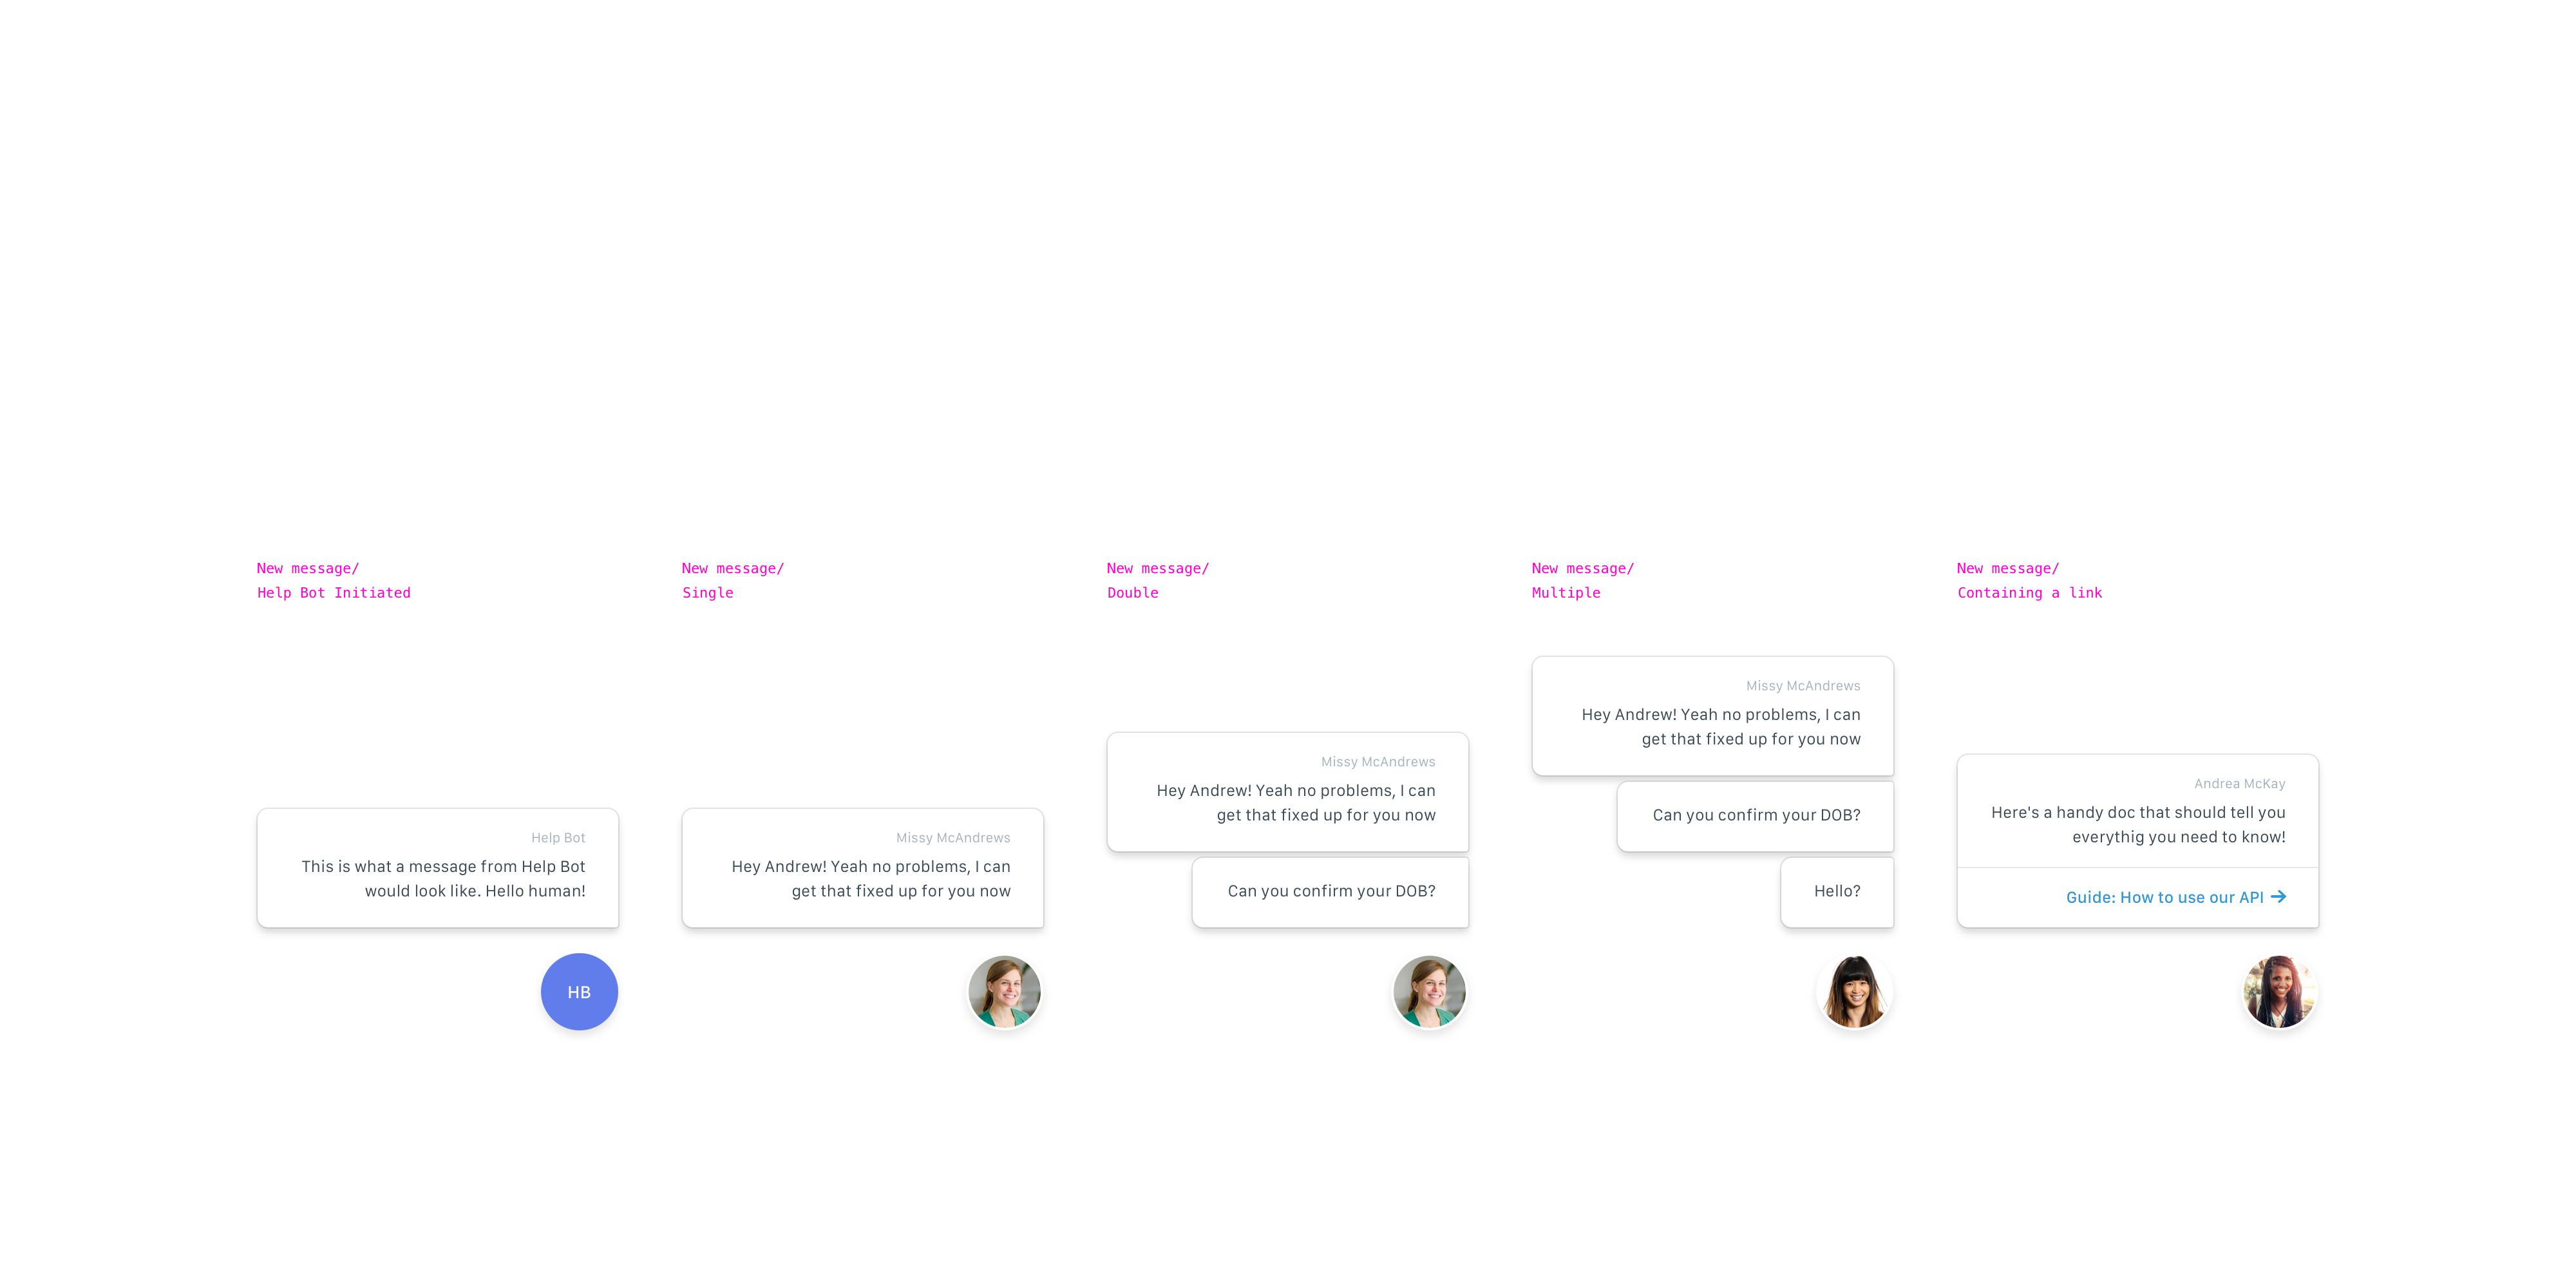 New message/
Help Bot Initiated
Help Bot
This is what a message from Help Bot
would look like. Hello human!
HB
New message/
Single
Missy McAndrews
Hey Andrew! Yeah no problems, I can
get that fixed up for you now
New message/
Double
Missy McAndrews
Hey Andrew! Yeah no problems, I can
get that fixed up for you now
Can you confirm your DOB?
New message/
Multiple
Missy McAndrews
Hey Andrew! Yeah no problems, I can
get that fixed up for you now
Can you confirm your DOB?
Hello?
New message/
Containing a link
Andrea McKay
Here's a handy doc that should tell you
everythig you need to know!
Guide: How to use our API →